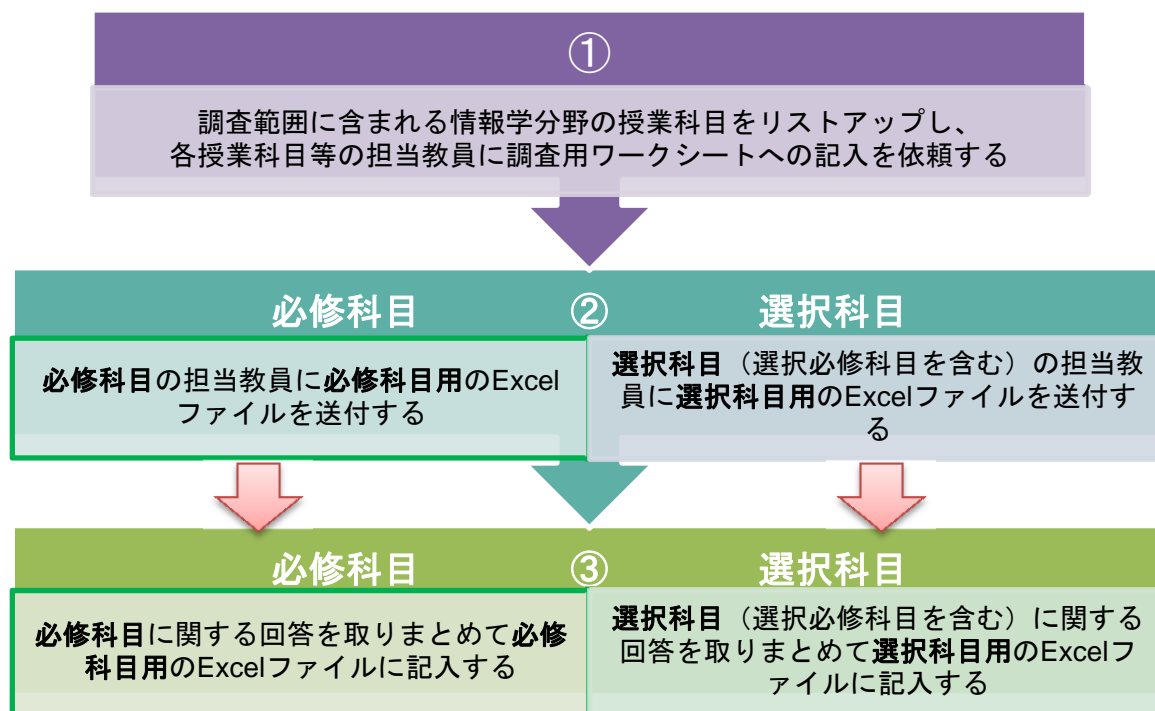 ①
調査範囲に含まれる情報学分野の授業科目をリストアップし、
各授業科目等の担当教員に調査用ワークシートへの記入を依頼する
必修科目 ② 選択科目
必修科目の担当教員に必修科目用のExcel
ファイルを送付する
選択科目（選択必修科目を含む）の担当教
員に選択科目用のExcelファイルを送付す
る
必修科目 ③ 選択科目
必修科目に関する回答を取りまとめて必修
科目用のExcelファイルに記入する
選択科目（選択必修科目を含む）に関する
回答を取りまとめて選択科目用のExcelフ
ァイルに記入する